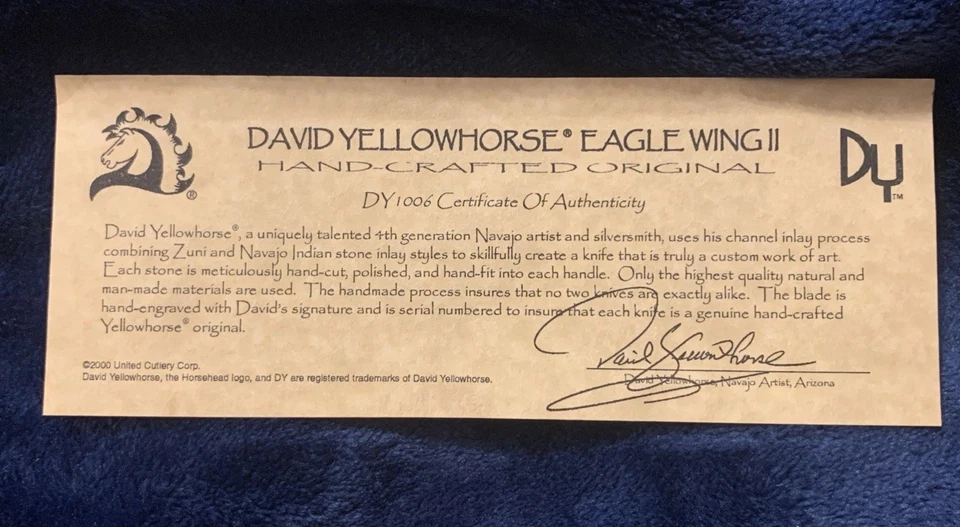 DAVID YELLOWHORSE® EAGLE WING II
HAND-CRAFTED ORIGINAL
DY1006 Certificate Of Authenticity
David Yellowhorse®, a uniquely talented 4th generation Navajo artist and silversmith, uses his channel inlay process
combining Zuni and Navajo Indian stone inlay styles to skillfully create a knife that is truly a custom work of art.
Each stone is meticulously hand-cut, polished, and hand-fit into each handle. Only the highest quality natural and
man-made materials are used. The handmade process insures that no two knives are exactly alike. The blade is
hand-engraved with David's signature and is serial numbered to insure that each knife is a genuine hand-crafted
Yellowhorse® original.
David Yellowhorse
David Yellowhorse, Navajo Artist, Arizona
©2000 United Cutlery Corp.
David Yellowhorse, the Horsehead logo, and DY are registered trademarks of David Yellowhorse.
®
DY™